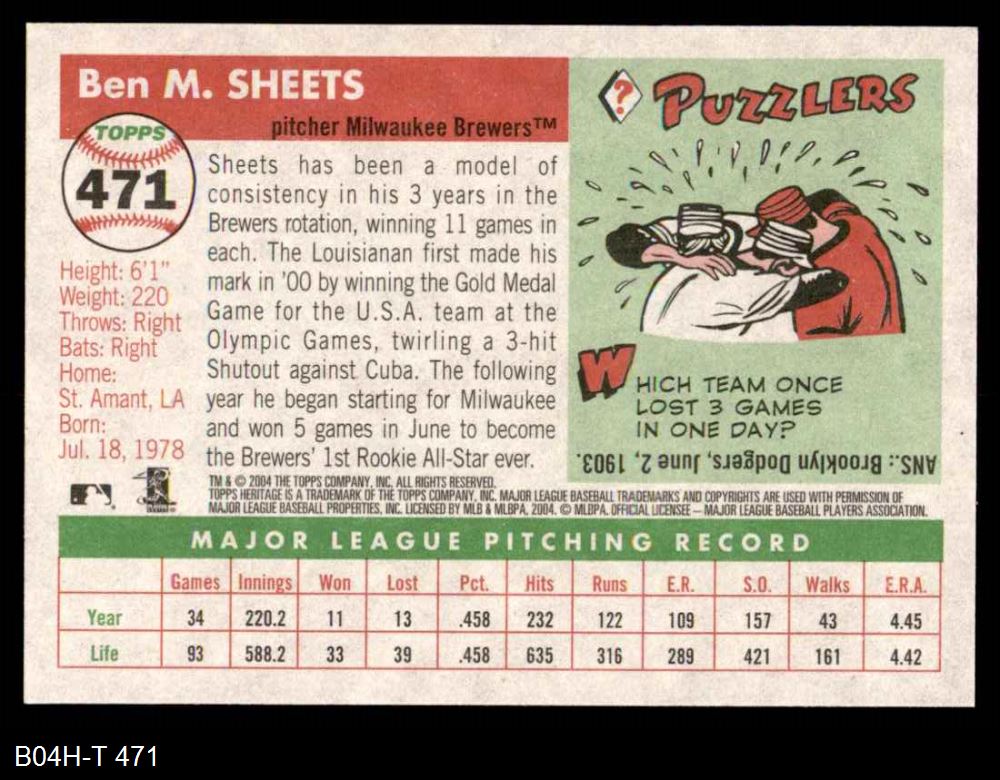 Ben M. SHEETS
pitcher Milwaukee Brewers™
TOPPS
471
Height: 6'1"
Weight: 220
Throws: Right
Bats: Right
Home:
St. Amant, LA
Born:
Jul. 18, 1978
Sheets has been a model of
consistency in his 3 years in the
Brewers rotation, winning 11 games in
each. The Louisianan first made his
mark in '00 by winning the Gold Medal
Game for the U.S.A. team at the
Olympic Games, twirling a 3-hit
Shutout against Cuba. The following
year he began starting for Milwaukee
and won 5 games in June to become
the Brewers' 1st Rookie All-Star ever.
?
PUZZLERS
WHICH TEAM ONCE
LOST 3 GAMES
IN ONE DAY?
ANS.: Brooklyn Dodgers, June 2, 1903.
TM & © 2004 THE TOPPS COMPANY, INC. ALL RIGHTS RESERVED.
TOPPS HERITAGE IS A TRADEMARK OF THE TOPPS COMPANY, INC. MAJOR LEAGUE BASEBALL TRADEMARKS AND COPYRIGHTS ARE USED WITH PERMISSION OF
MAJOR LEAGUE BASEBALL PROPERTIES, INC. LICENSED BY MLB & MLBPA, 2004. © MLBPA. OFFICIAL LICENSEE – MAJOR LEAGUE BASEBALL PLAYERS ASSOCIATION.
MAJOR LEAGUE PITCHING RECORD
Games Innings Won Lost Pct. Hits Runs E.R. S.O. Walks E.R.A.
Year 34 220.2 11 13 .458 232 122 109 157 43 4.45
Life 93 588.2 33 39 .458 635 316 289 421 161 4.42
B04H-T 471